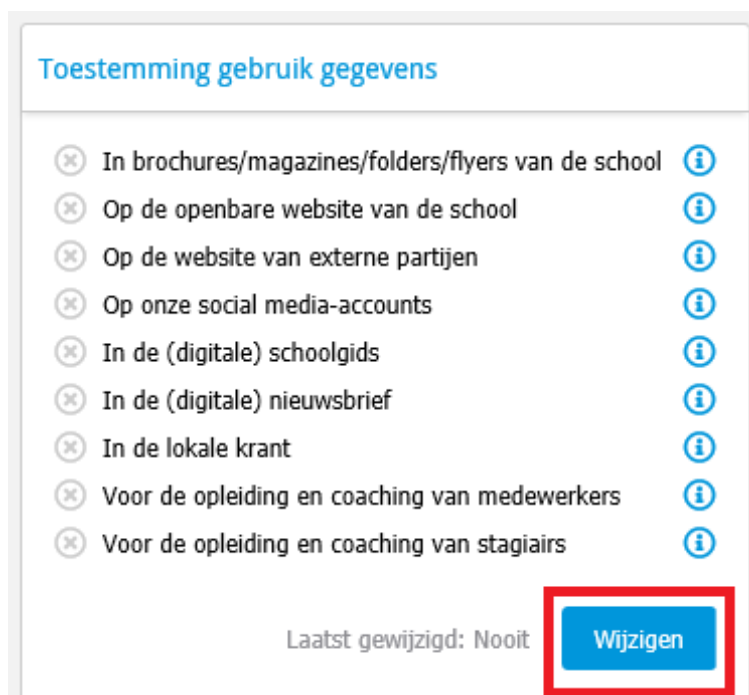 Toestemming gebruik gegevens
In brochures/magazines/folders/flyers van de school
Op de openbare website van de school
Op de website van externe partijen
Op onze social media-accounts
In de (digitale) schoolgids
In de (digitale) nieuwsbrief
In de lokale krant
Voor de opleiding en coaching van medewerkers
Voor de opleiding en coaching van stagiairs
Laatst gewijzigd: Nooit Wijzigen